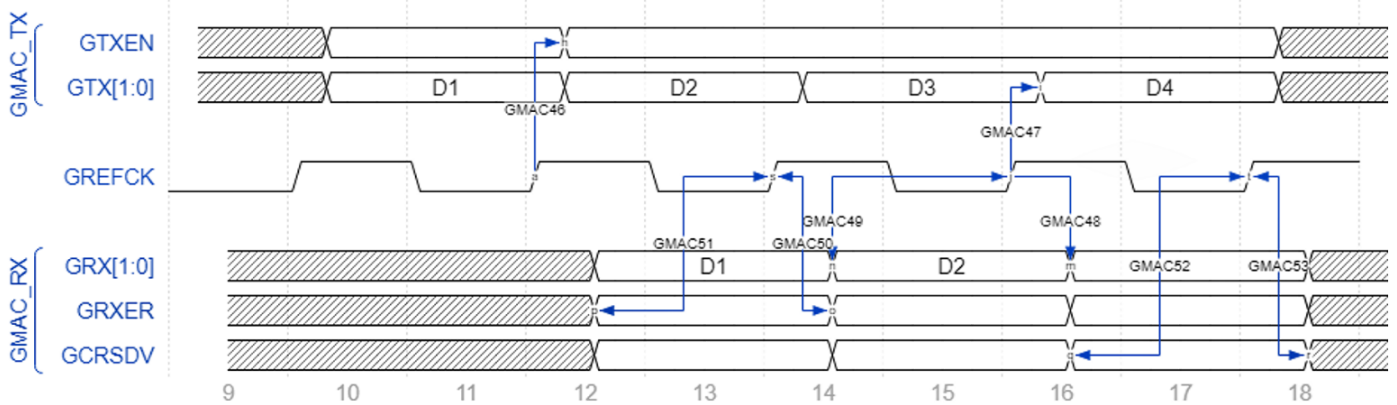 GMAC_TX
GTXEN
h
GTX[1:0]
D1
D2
D3
D4
GMAC46
GMAC47
GREFCK
a
s
t
GMAC49
GMAC48
GMAC51
GMAC50
GMAC_RX
GRX[1:0]
D1
n
D2
m
GMAC52
GMAC53
GRXER
p
o
GCRSDV
q
r
9 10 11 12 13 14 15 16 17 18